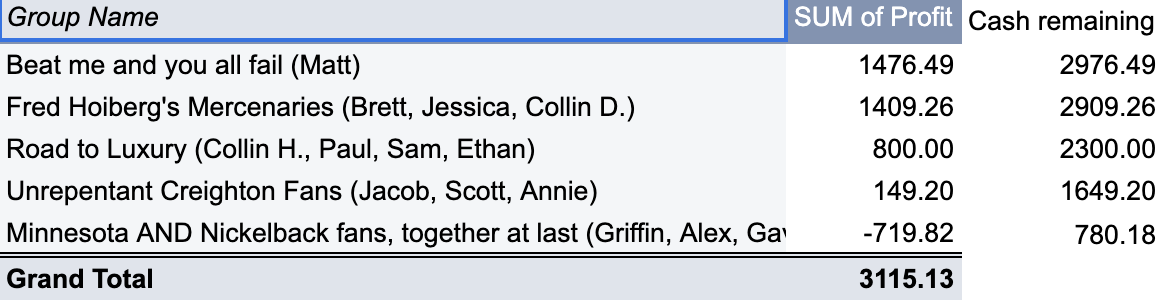 Group Name SUM of Profit Cash remaining
Beat me and you all fail (Matt) 1476.49 2976.49
Fred Hoiberg's Mercenaries (Brett, Jessica, Collin D.) 1409.26 2909.26
Road to Luxury (Collin H., Paul, Sam, Ethan) 800.00 2300.00
Unrepentant Creighton Fans (Jacob, Scott, Annie) 149.20 1649.20
Minnesota AND Nickelback fans, together at last (Griffin, Alex, -719.82 780.18
Grand Total 3115.13